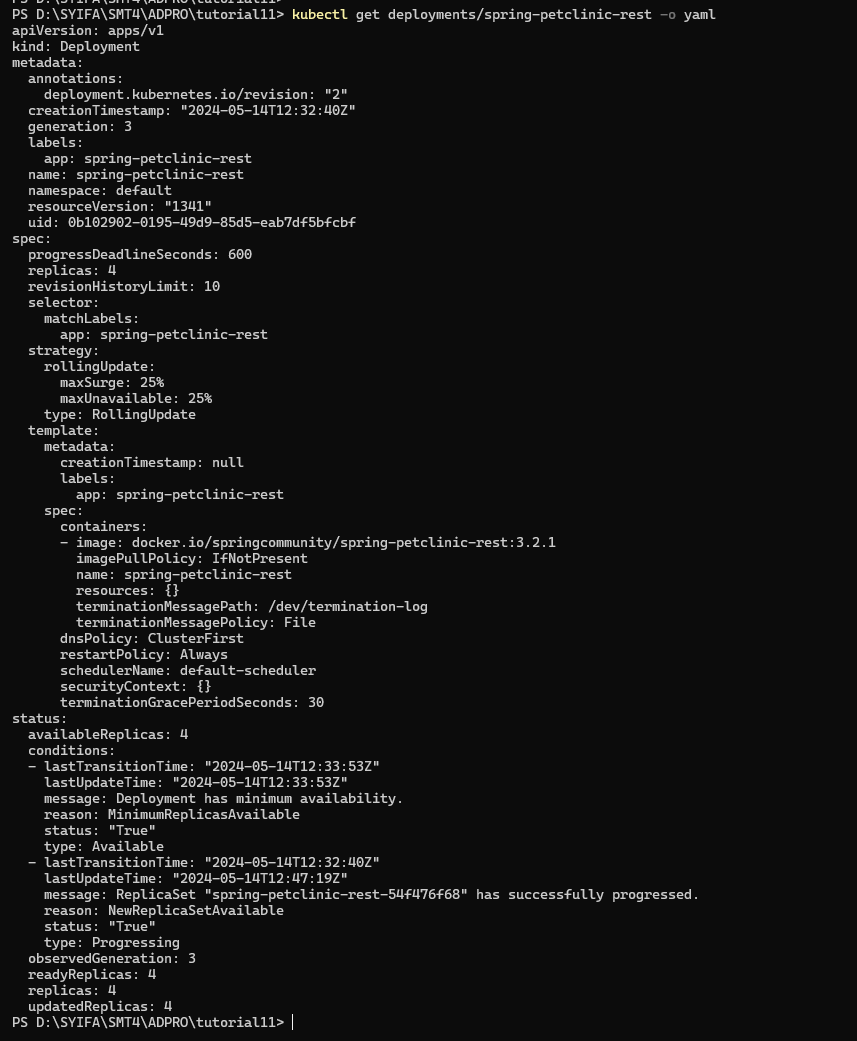 PS D:\SYIFA\SMT4\ADPRO\tutorial11>
PS D:\SYIFA\SMT4\ADPRO\tutorial11> kubectl get deployments/spring-petclinic-rest -o yaml
apiVersion: apps/v1
kind: Deployment
metadata:
  annotations:
    deployment.kubernetes.io/revision: "2"
  creationTimestamp: "2024-05-14T12:32:40Z"
  generation: 3
  labels:
    app: spring-petclinic-rest
  name: spring-petclinic-rest
  namespace: default
  resourceVersion: "1341"
  uid: 0b102902-0195-49d9-85d5-eab7df5bfcbf
spec:
  progressDeadlineSeconds: 600
  replicas: 4
  revisionHistoryLimit: 10
  selector:
    matchLabels:
      app: spring-petclinic-rest
  strategy:
    rollingUpdate:
      maxSurge: 25%
      maxUnavailable: 25%
    type: RollingUpdate
  template:
    metadata:
      creationTimestamp: null
      labels:
        app: spring-petclinic-rest
    spec:
      containers:
      - image: docker.io/springcommunity/spring-petclinic-rest:3.2.1
        imagePullPolicy: IfNotPresent
        name: spring-petclinic-rest
        resources: {}
        terminationMessagePath: /dev/termination-log
        terminationMessagePolicy: File
      dnsPolicy: ClusterFirst
      restartPolicy: Always
      schedulerName: default-scheduler
      securityContext: {}
      terminationGracePeriodSeconds: 30
status:
  availableReplicas: 4
  conditions:
  - lastTransitionTime: "2024-05-14T12:33:53Z"
    lastUpdateTime: "2024-05-14T12:33:53Z"
    message: Deployment has minimum availability.
    reason: MinimumReplicasAvailable
    status: "True"
    type: Available
  - lastTransitionTime: "2024-05-14T12:32:40Z"
    lastUpdateTime: "2024-05-14T12:47:19Z"
    message: ReplicaSet "spring-petclinic-rest-54f476f68" has successfully progressed.
    reason: NewReplicaSetAvailable
    status: "True"
    type: Progressing
  observedGeneration: 3
  readyReplicas: 4
  replicas: 4
  updatedReplicas: 4
PS D:\SYIFA\SMT4\ADPRO\tutorial11>